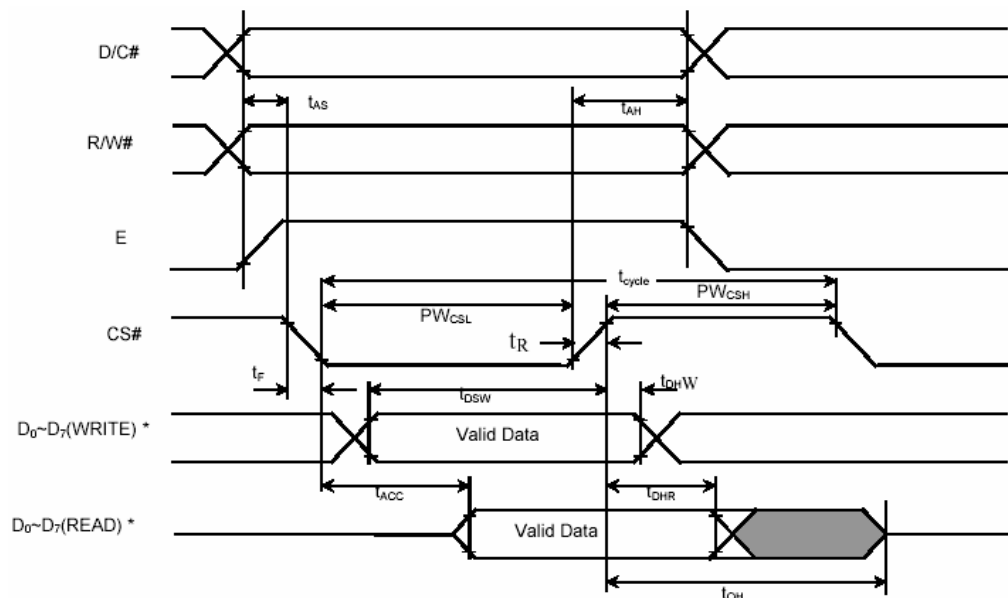 D/C#
tAS
tAH
R/W#
E
tcycle
PWCSL
PWCSH
CS#
tR
tF
tDSW
tDHW
D0~D7(WRITE) *
Valid Data
tACC
tDHR
D0~D7(READ) *
Valid Data
tOH